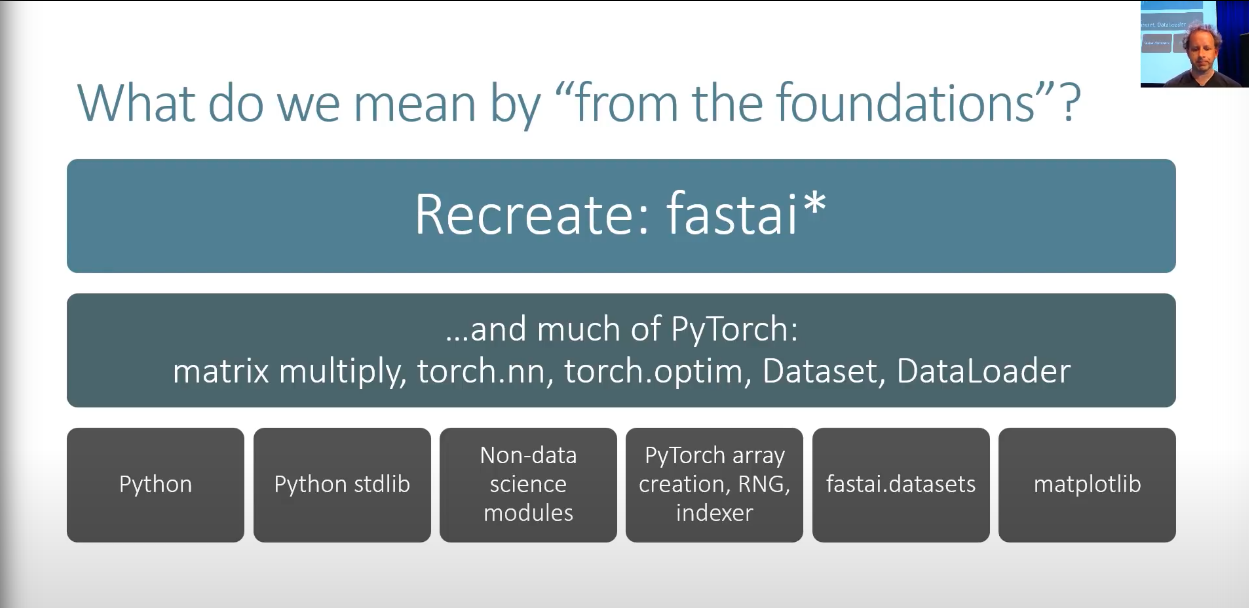 What do we mean by “from the foundations”?
Recreate: fastai*
...and much of PyTorch:
matrix multiply, torch.nn, torch.optim, Dataset, DataLoader
Python
Python stdlib
Non-data
science
modules
PyTorch array
creation, RNG,
indexer
fastai.datasets
matplotlib